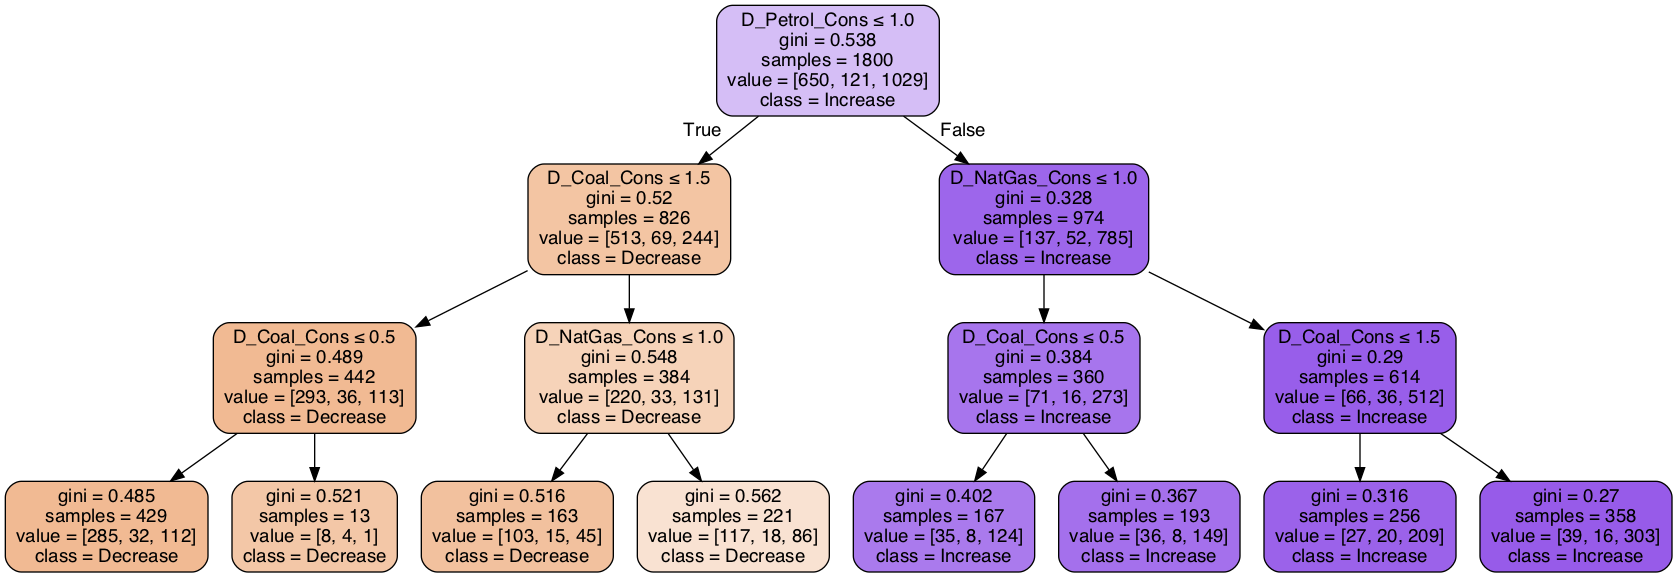 D_Petrol_Cons ≤ 1.0
gini = 0.538
samples = 1800
value = [650, 121, 1029]
class = Increase
True
False
D_Coal_Cons ≤ 1.5
gini = 0.52
samples = 826
value = [513, 69, 244]
class = Decrease
D_NatGas_Cons ≤ 1.0
gini = 0.328
samples = 974
value = [137, 52, 785]
class = Increase
D_Coal_Cons ≤ 0.5
gini = 0.489
samples = 442
value = [293, 36, 113]
class = Decrease
D_NatGas_Cons ≤ 1.0
gini = 0.548
samples = 384
value = [220, 33, 131]
class = Decrease
D_Coal_Cons ≤ 0.5
gini = 0.384
samples = 360
value = [71, 16, 273]
class = Increase
D_Coal_Cons ≤ 1.5
gini = 0.29
samples = 614
value = [66, 36, 512]
class = Increase
gini = 0.485
samples = 429
value = [285, 32, 112]
class = Decrease
gini = 0.521
samples = 13
value = [8, 4, 1]
class = Decrease
gini = 0.516
samples = 163
value = [103, 15, 45]
class = Decrease
gini = 0.562
samples = 221
value = [117, 18, 86]
class = Decrease
gini = 0.402
samples = 167
value = [35, 8, 124]
class = Increase
gini = 0.367
samples = 193
value = [36, 8, 149]
class = Increase
gini = 0.316
samples = 256
value = [27, 20, 209]
class = Increase
gini = 0.27
samples = 358
value = [39, 16, 303]
class = Increase